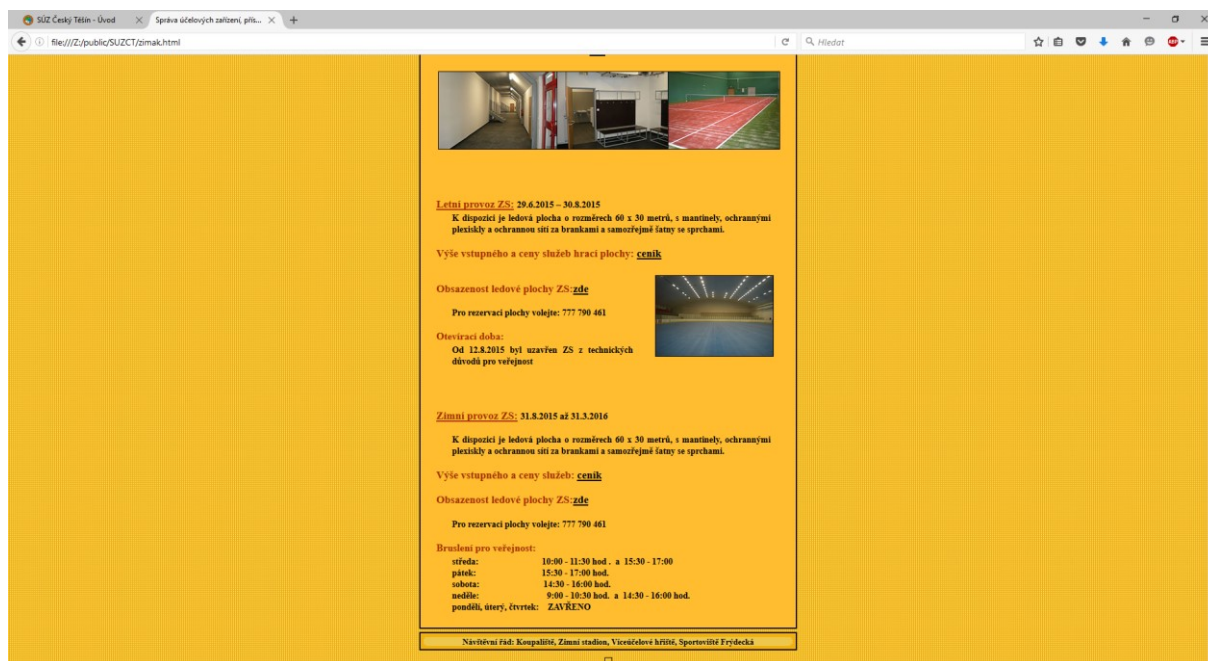 SÚZ Český Těšín - Úvod
Správa účelových zařízení, přís...
file:///Z:/public/SUZCT/zimak.html
Hledat
Letní provoz ZS: 29.6.2015 – 30.8.2015
K dispozici je ledová plocha o rozměrech 60 x 30 metrů, s mantinely, ochrannými
plexiskly a ochrannou sítí za brankami a samozřejmě šatny se sprchami.
Výše vstupného a ceny služeb hrací plochy: ceník
Obsazenost ledové plochy ZS:zde
Pro rezervaci plochy volejte: 777 790 461
Otevírací doba:
Od 12.8.2015 byl uzavřen ZS z technických
důvodů pro veřejnost
Zimní provoz ZS: 31.8.2015 až 31.3.2016
K dispozici je ledová plocha o rozměrech 60 x 30 metrů, s mantinely, ochrannými
plexiskly a ochrannou sítí za brankami a samozřejmě šatny se sprchami.
Výše vstupného a ceny služeb: ceník
Obsazenost ledové plochy ZS:zde
Pro rezervaci plochy volejte: 777 790 461
Bruslení pro veřejnost:
středa: 10:00 - 11:30 hod . a 15:30 - 17:00
pátek: 15:30 - 17:00 hod.
sobota: 14:30 - 16:00 hod.
neděle: 9:00 - 10:30 hod. a 14:30 - 16:00 hod.
pondělí, úterý, čtvrtek: ZAVŘENO
Návštěvní řád: Koupaliště, Zimní stadion, Víceúčelové hřiště, Sportoviště Frýdecká